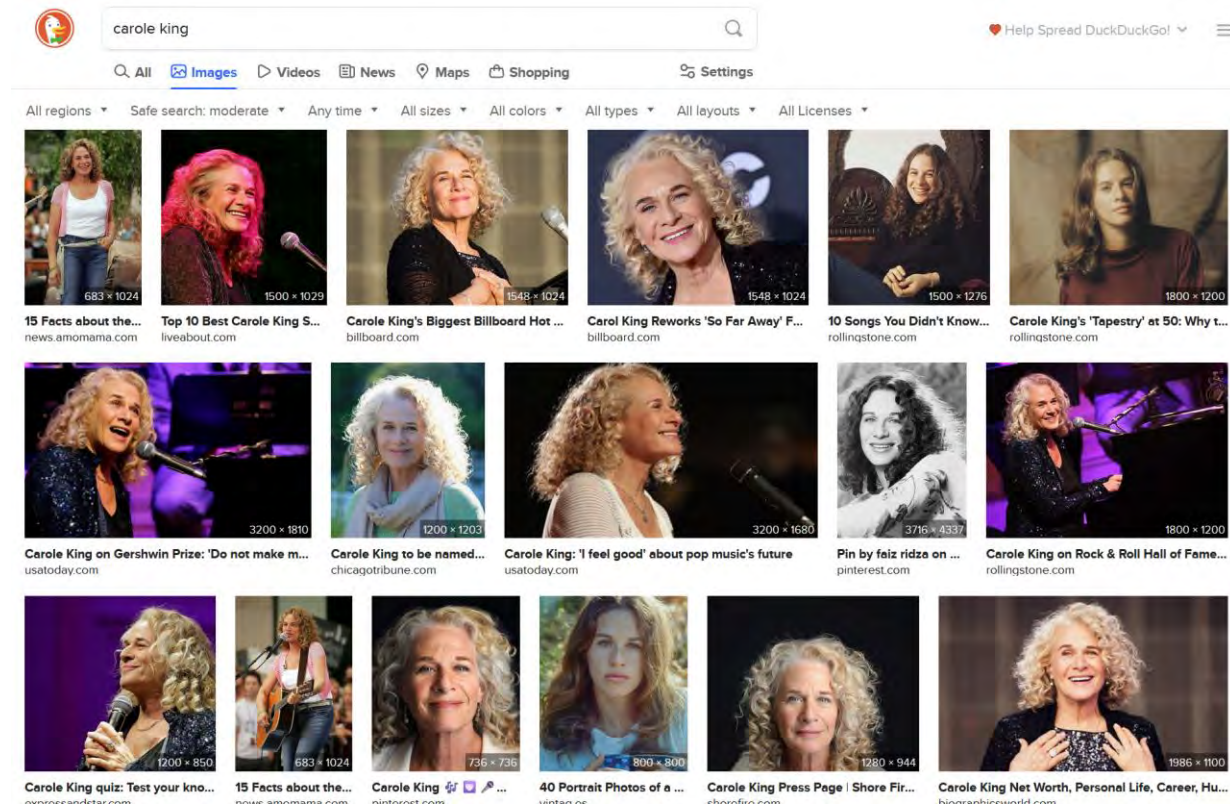 carole king
Help Spread DuckDuckGo!
All Images Videos News Maps Shopping Settings
All regions Safe search: moderate Any time All sizes All colors All types All layouts All Licenses
683 × 1024 1500 × 1029 1548 × 1024 1548 × 1024 1500 × 1276 1800 × 1200
15 Facts about the... Top 10 Best Carole King S... Carole King's Biggest Billboard Hot ... Carol King Reworks 'So Far Away' F... 10 Songs You Didn't Know... Carole King's 'Tapestry' at 50: Why t...
news.amomama.com liveabout.com billboard.com billboard.com rollingstone.com rollingstone.com
3200 × 1810 1200 × 1203 3200 × 1680 3716 × 4337 1800 × 1200
Carole King on Gershwin Prize: 'Do not make m... Carole King to be named... Carole King: 'I feel good' about pop music's future Pin by faiz ridza on ... Carole King on Rock & Roll Hall of Fame...
usatoday.com chicagotribune.com usatoday.com pinterest.com rollingstone.com
1200 × 850 683 × 1024 736 × 736 800 × 800 1280 × 944 1986 × 1100
Carole King quiz: Test your kno... 15 Facts about the... Carole King ... 40 Portrait Photos of a ... Carole King Press Page | Shore Fir... Carole King Net Worth, Personal Life, Career, Hu...
expressandstar.com news.amomama.com pinterest.com vintag.es shorefire.com biographicsworld.com